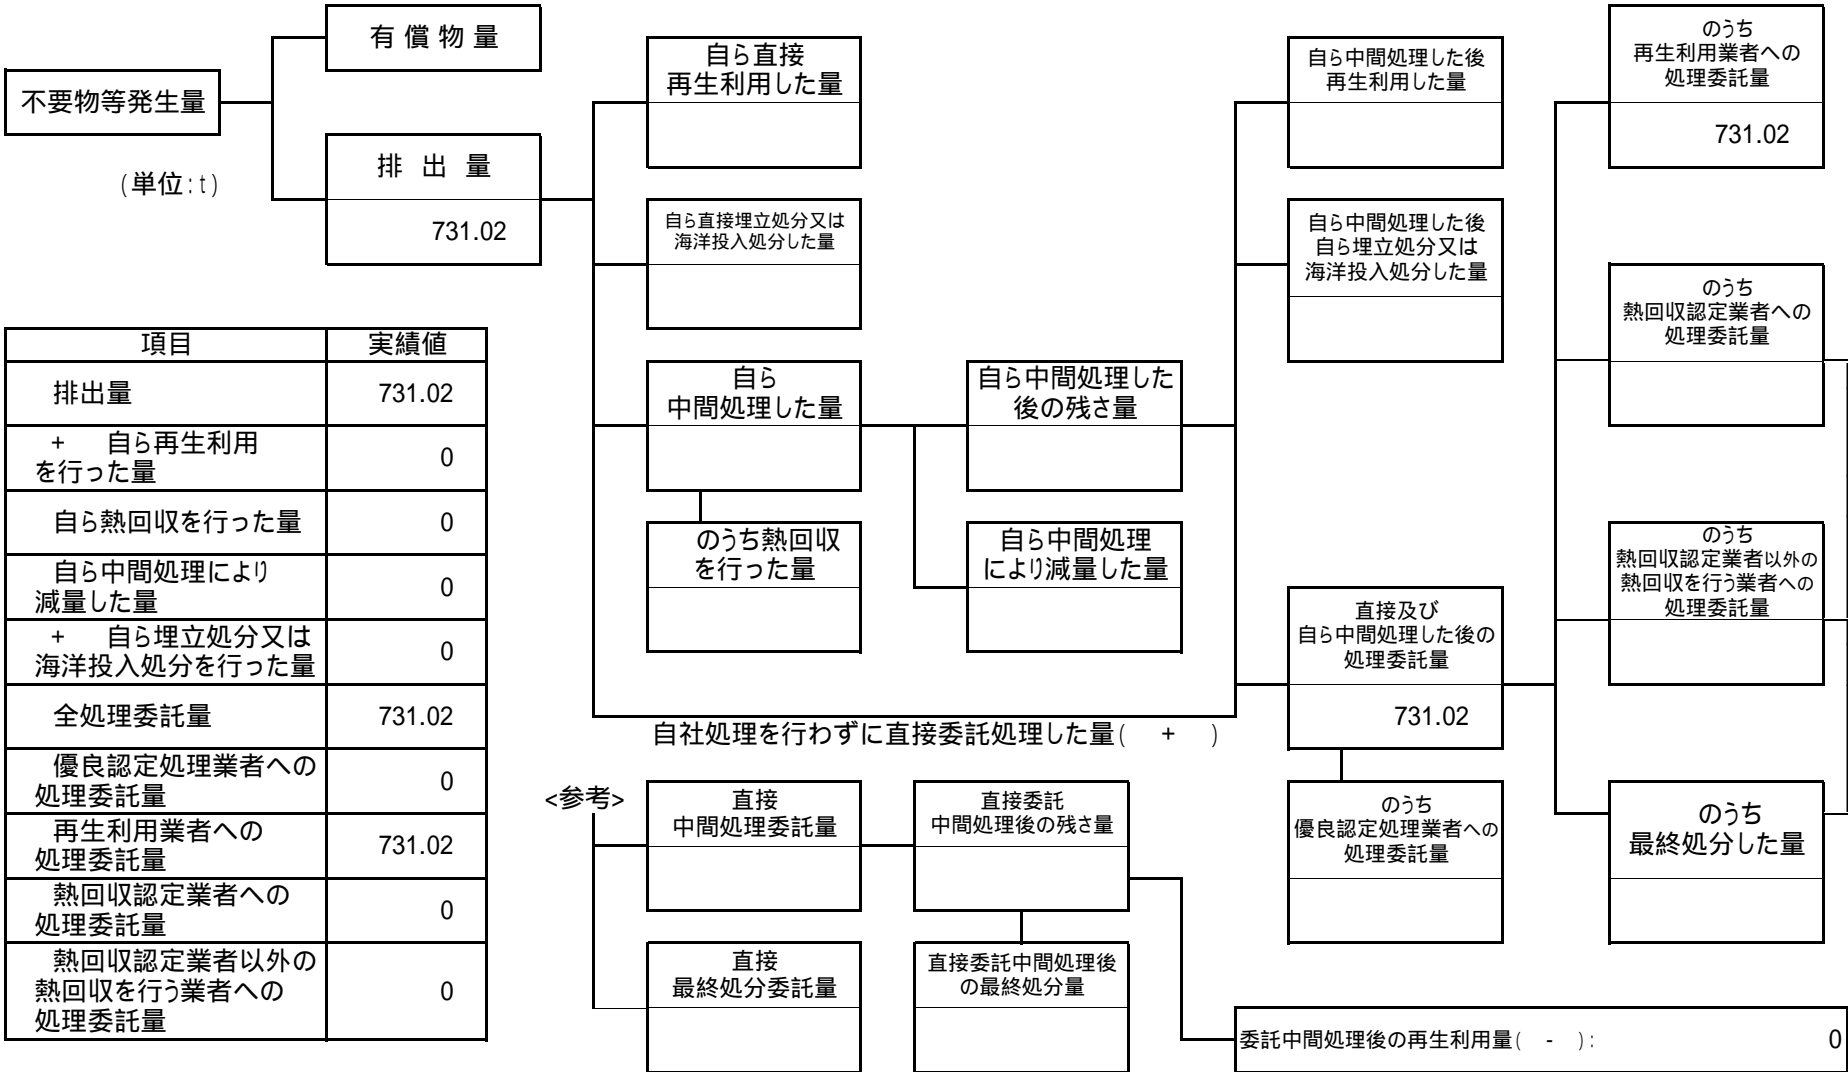 不要物等発生量
(単位:t)
有 償 物 量
排 出 量
731.02
自ら直接
再生利用した量
自ら直接埋立処分又は
海洋投入処分した量
自ら
中間処理した量
のうち熱回収
を行った量
自ら中間処理した
後の残さ量
自ら中間処理
により減量した量
自ら中間処理した後
再生利用した量
自ら中間処理した後
自ら埋立処分又は
海洋投入処分した量
直接及び
自ら中間処理した後の
処理委託量
731.02
のうち
優良認定処理業者への
処理委託量
のうち
再生利用業者への
処理委託量
731.02
のうち
熱回収認定業者への
処理委託量
のうち
熱回収認定業者以外の
熱回収を行う業者への
処理委託量
のうち
最終処分した量
自社処理を行わずに直接委託処理した量( + )
項目 実績値
排出量 731.02
+ 自ら再生利用
を行った量 0
自ら熱回収を行った量 0
自ら中間処理により
減量した量 0
+ 自ら埋立処分又は
海洋投入処分を行った量 0
全処理委託量 731.02
優良認定処理業者への
処理委託量 0
再生利用業者への
処理委託量 731.02
熱回収認定業者への
処理委託量 0
熱回収認定業者以外の
熱回収を行う業者への
処理委託量 0
<参考>
直接
中間処理委託量
直接
最終処分委託量
直接委託
中間処理後の残さ量
直接委託中間処理後
の最終処分量
委託中間処理後の再生利用量( - ): 0